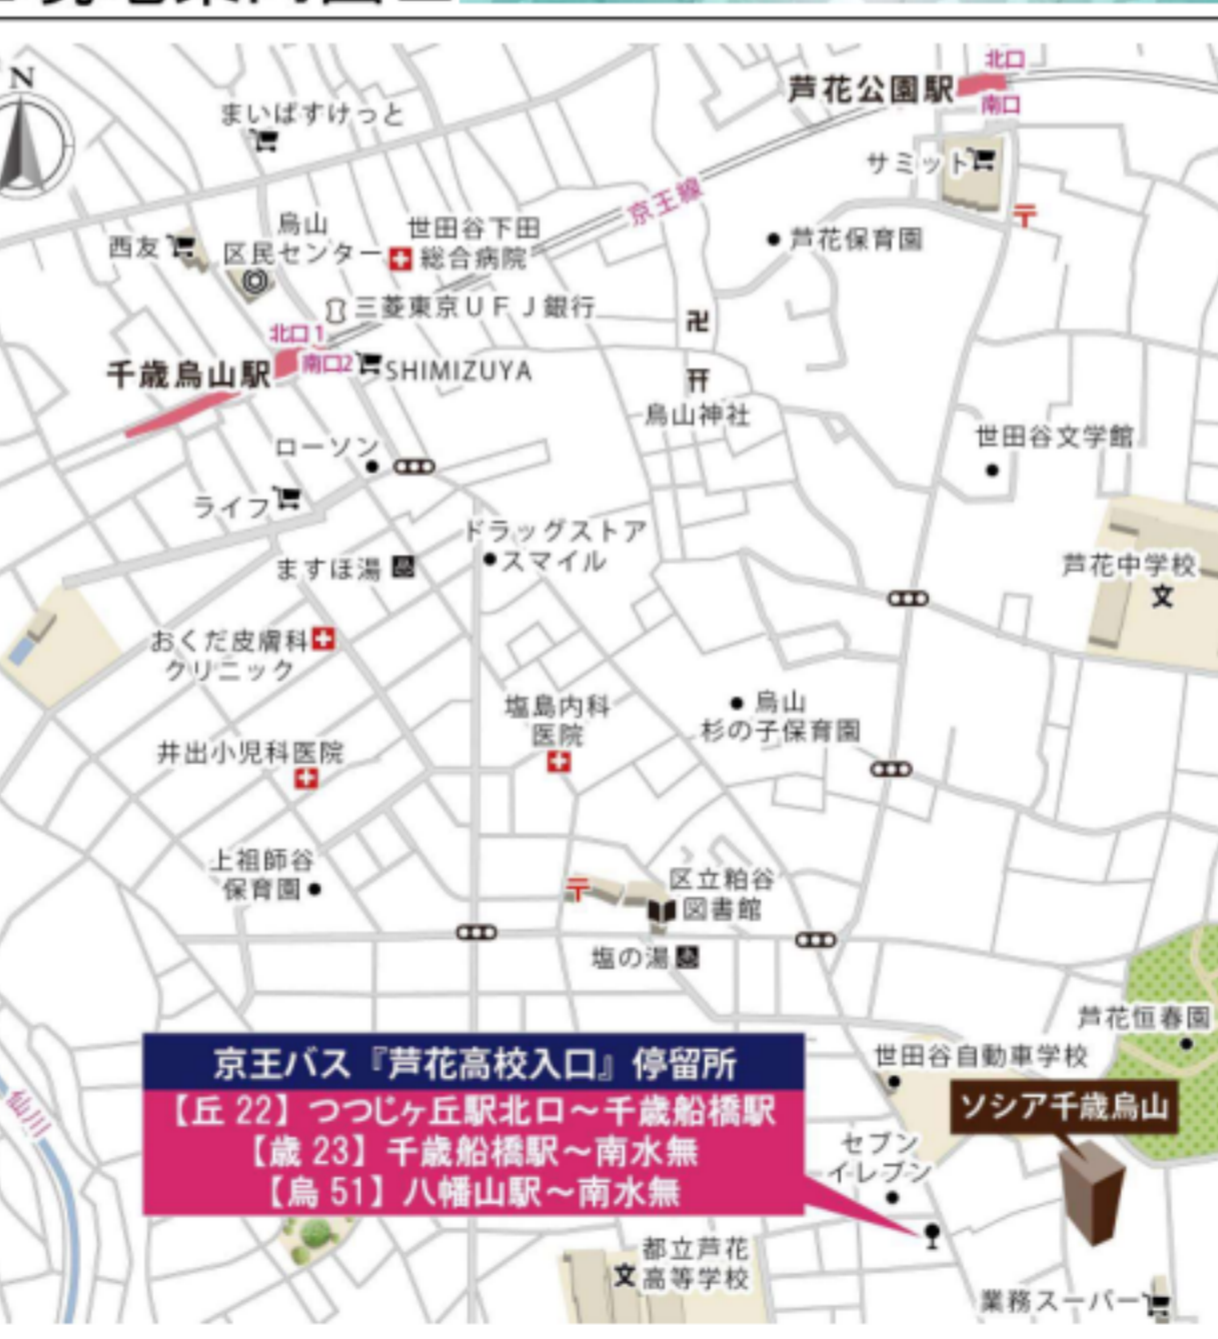 N
まいばすけっと
芦花公園駅
北口
南口
サミット
京王線
西友
烏山
区民センター
世田谷下田
総合病院
芦花保育園
三菱東京ＵＦＪ銀行
北口1
千歳烏山駅
南口2
SHIMIZUYA
烏山神社
世田谷文学館
ローソン
ライフ
ドラッグストア
スマイル
ますほ湯
芦花中学校
文
おくだ皮膚科
クリニック
塩島内科
医院
烏山
杉の子保育園
井出小児科医院
上祖師谷
保育園
区立粕谷
図書館
塩の湯
芦花恒春園
世田谷自動車学校
京王バス『芦花高校入口』停留所
【丘22】つつじヶ丘駅北口～千歳船橋駅
【歳23】千歳船橋駅～南水無
【烏51】八幡山駅～南水無
ソシア千歳烏山
仙川
セブン
イレブン
都立芦花
文 高等学校
業務スーパー